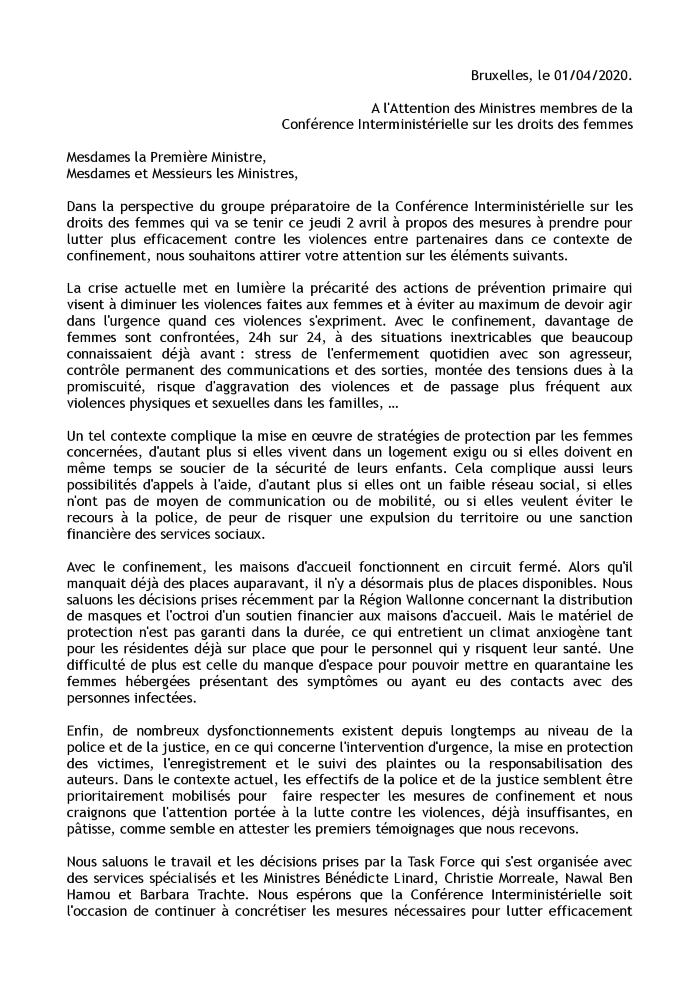 Bruxelles, le 01/04/2020.
A l'Attention des Ministres membres de la
Conférence Interministérielle sur les droits des femmes
Mesdames la Première Ministre,
Mesdames et Messieurs les Ministres,
Dans la perspective du groupe préparatoire de la Conférence Interministérielle sur les
droits des femmes qui va se tenir ce jeudi 2 avril à propos des mesures à prendre pour
lutter plus efficacement contre les violences entre partenaires dans ce contexte de
confinement, nous souhaitons attirer votre attention sur les éléments suivants.
La crise actuelle met en lumière la précarité des actions de prévention primaire qui
visent à diminuer les violences faites aux femmes et à éviter au maximum de devoir agir
dans l'urgence quand ces violences s'expriment. Avec le confinement, davantage de
femmes sont confrontées, 24h sur 24, à des situations inextricables que beaucoup
connaissaient déjà avant : stress de l'enfermement quotidien avec son agresseur,
contrôle permanent des communications et des sorties, montée des tensions dues à la
promiscuité, risque d'aggravation des violences et de passage plus fréquent aux
violences physiques et sexuelles dans les familles, …
Un tel contexte complique la mise en œuvre de stratégies de protection par les femmes
concernées, d'autant plus si elles vivent dans un logement exigu ou si elles doivent en
même temps se soucier de la sécurité de leurs enfants. Cela complique aussi leurs
possibilités d'appels à l'aide, d'autant plus si elles ont un faible réseau social, si elles
n'ont pas de moyen de communication ou de mobilité, ou si elles veulent éviter le
recours à la police, de peur de risquer une expulsion du territoire ou une sanction
financière des services sociaux.
Avec le confinement, les maisons d'accueil fonctionnent en circuit fermé. Alors qu'il
manquait déjà des places auparavant, il n'y a désormais plus de places disponibles. Nous
saluons les décisions prises récemment par la Région Wallonne concernant la distribution
de masques et l'octroi d'un soutien financier aux maisons d'accueil. Mais le matériel de
protection n'est pas garanti dans la durée, ce qui entretient un climat anxiogène tant
pour les résidentes déjà sur place que pour le personnel qui y risquent leur santé. Une
difficulté de plus est celle du manque d'espace pour pouvoir mettre en quarantaine les
femmes hébergées présentant des symptômes ou ayant eu des contacts avec des
personnes infectées.
Enfin, de nombreux dysfonctionnements existent depuis longtemps au niveau de la
police et de la justice, en ce qui concerne l'intervention d'urgence, la mise en protection
des victimes, l'enregistrement et le suivi des plaintes ou la responsabilisation des
auteurs. Dans le contexte actuel, les effectifs de la police et de la justice semblent être
prioritairement mobilisés pour faire respecter les mesures de confinement et nous
craignons que l'attention portée à la lutte contre les violences, déjà insuffisantes, en
pâtisse, comme semble en attester les premiers témoignages que nous recevons.
Nous saluons le travail et les décisions prises par la Task Force qui s'est organisée avec
des services spécialisés et les Ministres Bénédicte Linard, Christie Morreale, Nawal Ben
Hamou et Barbara Trachte. Nous espérons que la Conférence Interministérielle soit
l'occasion de continuer à concrétiser les mesures nécessaires pour lutter efficacement